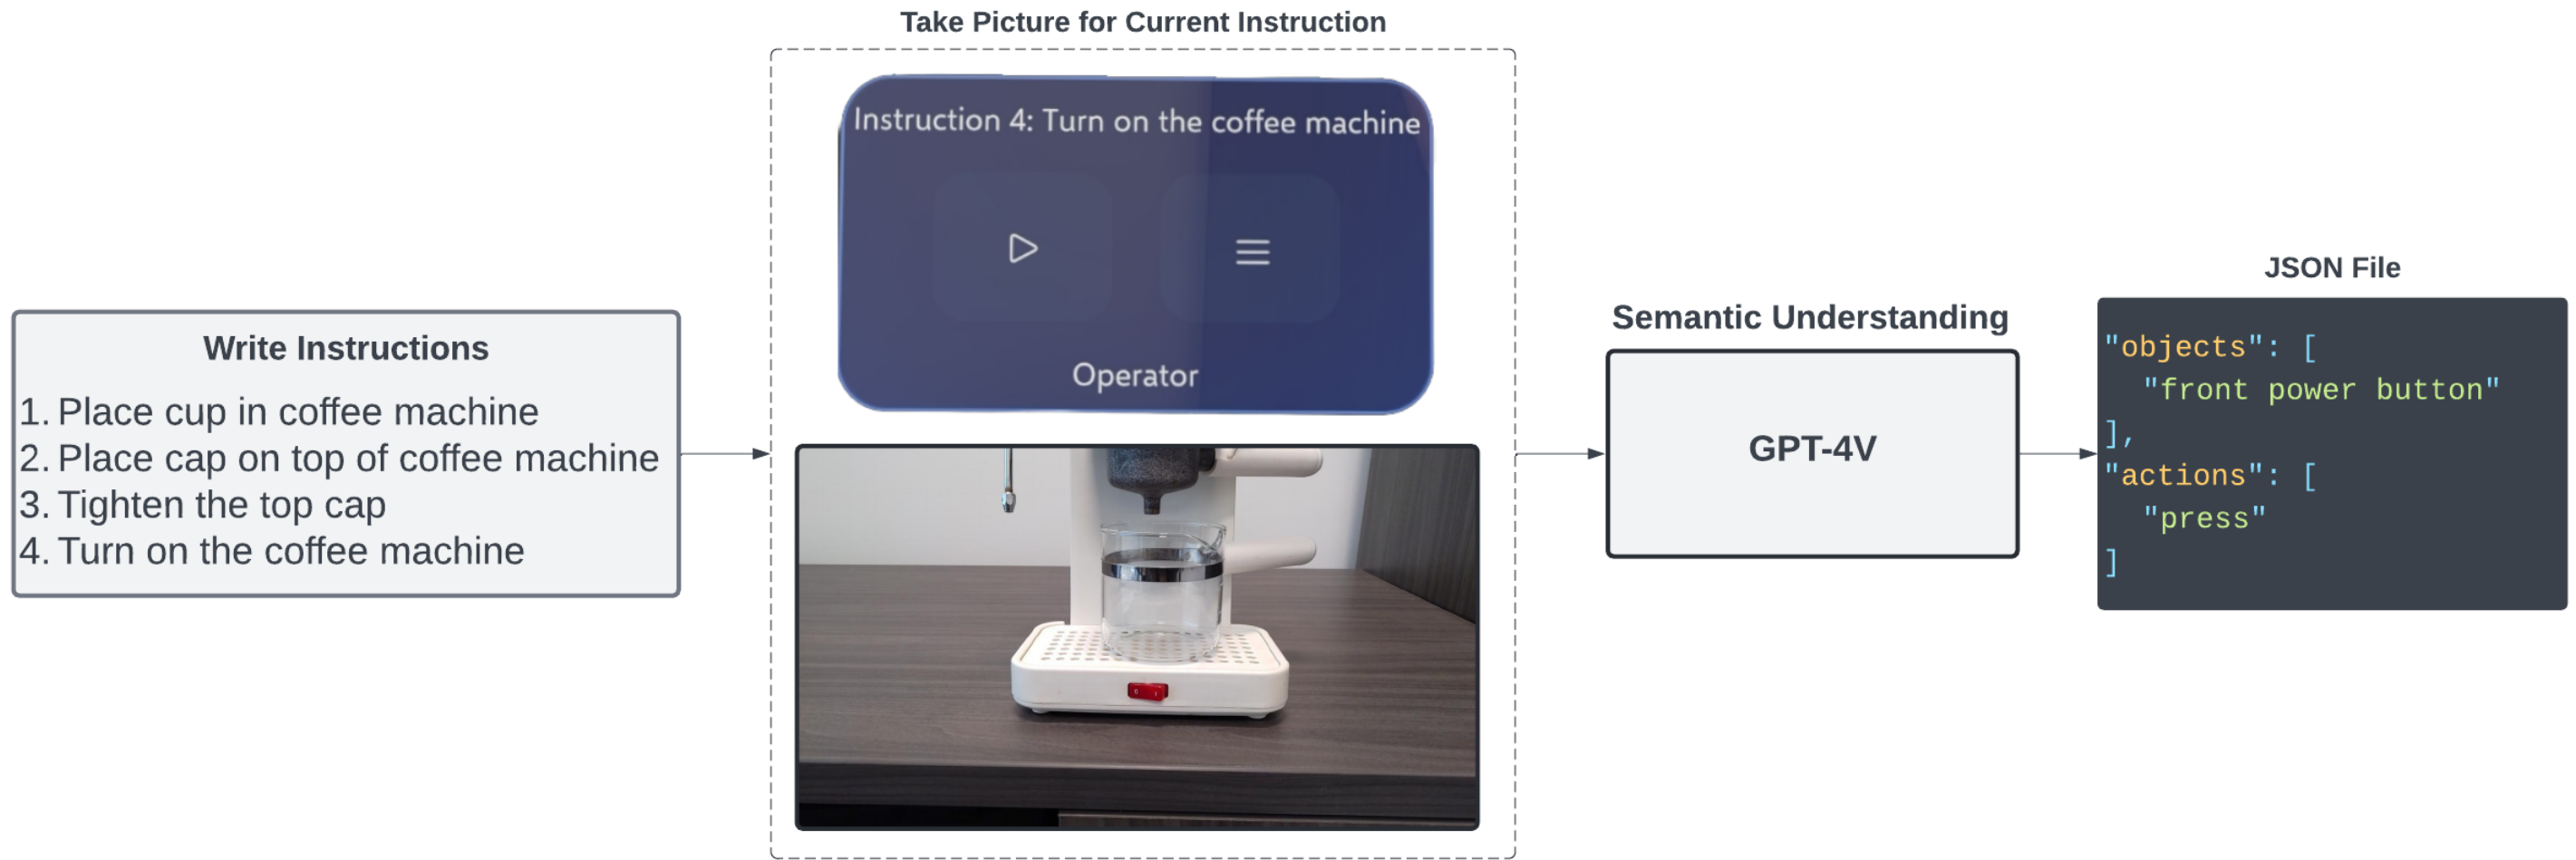 Take Picture for Current Instruction
Instruction 4: Turn on the coffee machine
Operator
Write Instructions
1. Place cup in coffee machine
2. Place cap on top of coffee machine
3. Tighten the top cap
4. Turn on the coffee machine
Semantic Understanding
GPT-4V
JSON File
"objects": [
"front power button"
],
"actions": [
"press"
]